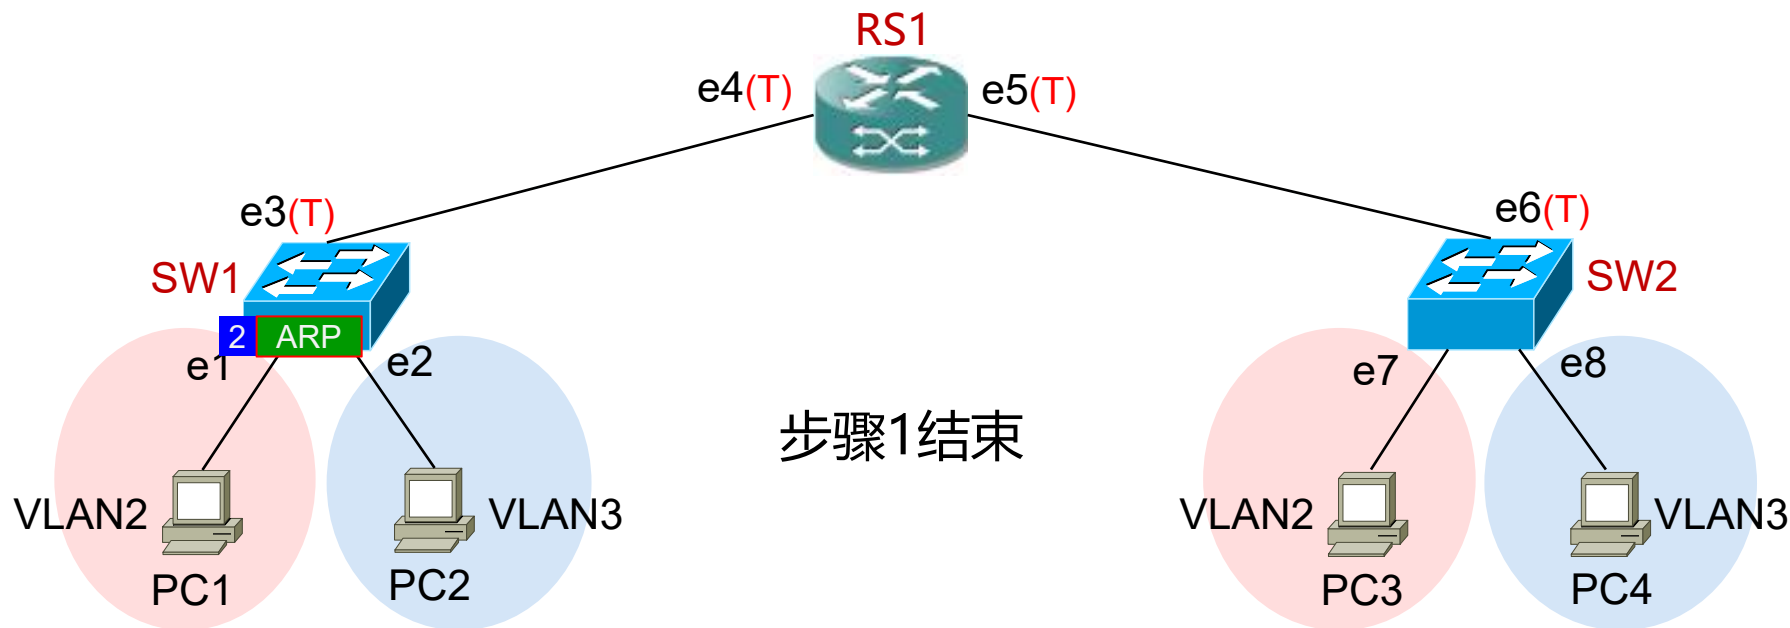 RS1
e4(T)
e5(T)
e3(T)
e6(T)
SW1
SW2
2 ARP
e1
e2
e7
e8
步骤1结束
VLAN2
VLAN3
VLAN2
VLAN3
PC1
PC2
PC3
PC4